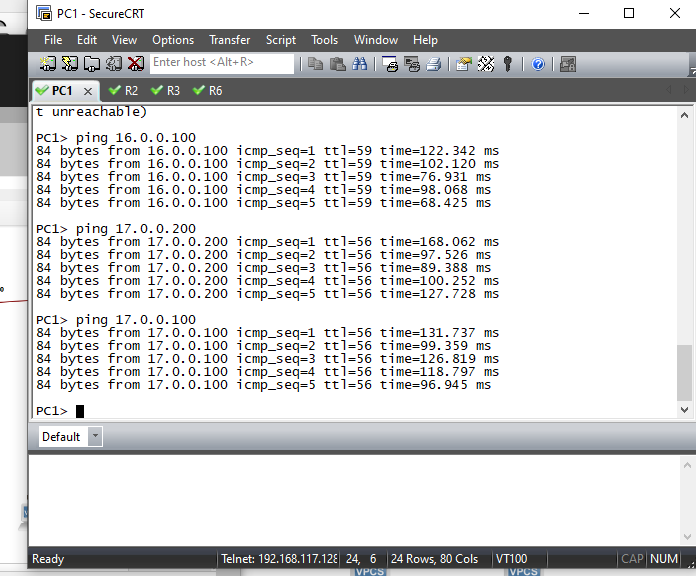 PC1 - SecureCRT
File Edit View Options Transfer Script Tools Window Help
Enter host <Alt+R>
PC1 R2 R3 R6
t unreachable)
PC1> ping 16.0.0.100
84 bytes from 16.0.0.100 icmp_seq=1 ttl=59 time=122.342 ms
84 bytes from 16.0.0.100 icmp_seq=2 ttl=59 time=102.120 ms
84 bytes from 16.0.0.100 icmp_seq=3 ttl=59 time=76.931 ms
84 bytes from 16.0.0.100 icmp_seq=4 ttl=59 time=98.068 ms
84 bytes from 16.0.0.100 icmp_seq=5 ttl=59 time=68.425 ms
PC1> ping 17.0.0.200
84 bytes from 17.0.0.200 icmp_seq=1 ttl=56 time=168.062 ms
84 bytes from 17.0.0.200 icmp_seq=2 ttl=56 time=97.526 ms
84 bytes from 17.0.0.200 icmp_seq=3 ttl=56 time=89.388 ms
84 bytes from 17.0.0.200 icmp_seq=4 ttl=56 time=100.252 ms
84 bytes from 17.0.0.200 icmp_seq=5 ttl=56 time=127.728 ms
PC1> ping 17.0.0.100
84 bytes from 17.0.0.100 icmp_seq=1 ttl=56 time=131.737 ms
84 bytes from 17.0.0.100 icmp_seq=2 ttl=56 time=99.359 ms
84 bytes from 17.0.0.100 icmp_seq=3 ttl=56 time=126.819 ms
84 bytes from 17.0.0.100 icmp_seq=4 ttl=56 time=118.797 ms
84 bytes from 17.0.0.100 icmp_seq=5 ttl=56 time=96.945 ms
PC1>
Default
Ready Telnet: 192.168.117.128 24, 6 24 Rows, 80 Cols VT100 CAP NUM
VPCS VPCS